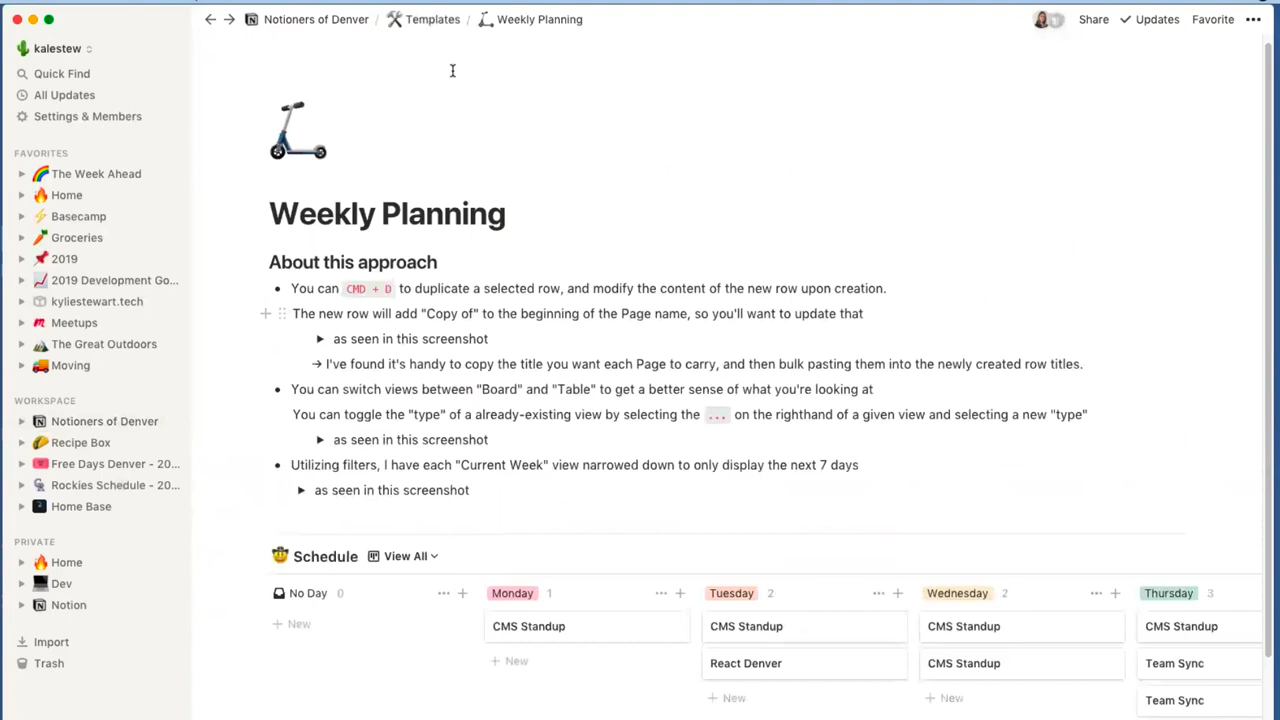 Notioners of Denver / Templates / Weekly Planning
Share Updates Favorite
kalestew
Quick Find
All Updates
Settings & Members
FAVORITES
The Week Ahead
Home
Basecamp
Groceries
2019
2019 Development Go...
kyliestewart.tech
Meetups
The Great Outdoors
Moving
WORKSPACE
Notioners of Denver
Recipe Box
Free Days Denver - 20...
Rockies Schedule - 20...
Home Base
PRIVATE
Home
Dev
Notion
Import
Trash
Weekly Planning
About this approach
• You can CMD + D to duplicate a selected row, and modify the content of the new row upon creation.
The new row will add "Copy of" to the beginning of the Page name, so you'll want to update that
as seen in this screenshot
→ I've found it's handy to copy the title you want each Page to carry, and then bulk pasting them into the newly created row titles.
• You can switch views between "Board" and "Table" to get a better sense of what you're looking at
You can toggle the "type" of a already-existing view by selecting the ... on the righthand of a given view and selecting a new "type"
as seen in this screenshot
• Utilizing filters, I have each "Current Week" view narrowed down to only display the next 7 days
as seen in this screenshot
Schedule View All
No Day 0
+ New
Monday 1
CMS Standup
+ New
Tuesday 2
CMS Standup
React Denver
+ New
Wednesday 2
CMS Standup
CMS Standup
+ New
Thursday 3
CMS Standup
Team Sync
Team Sync